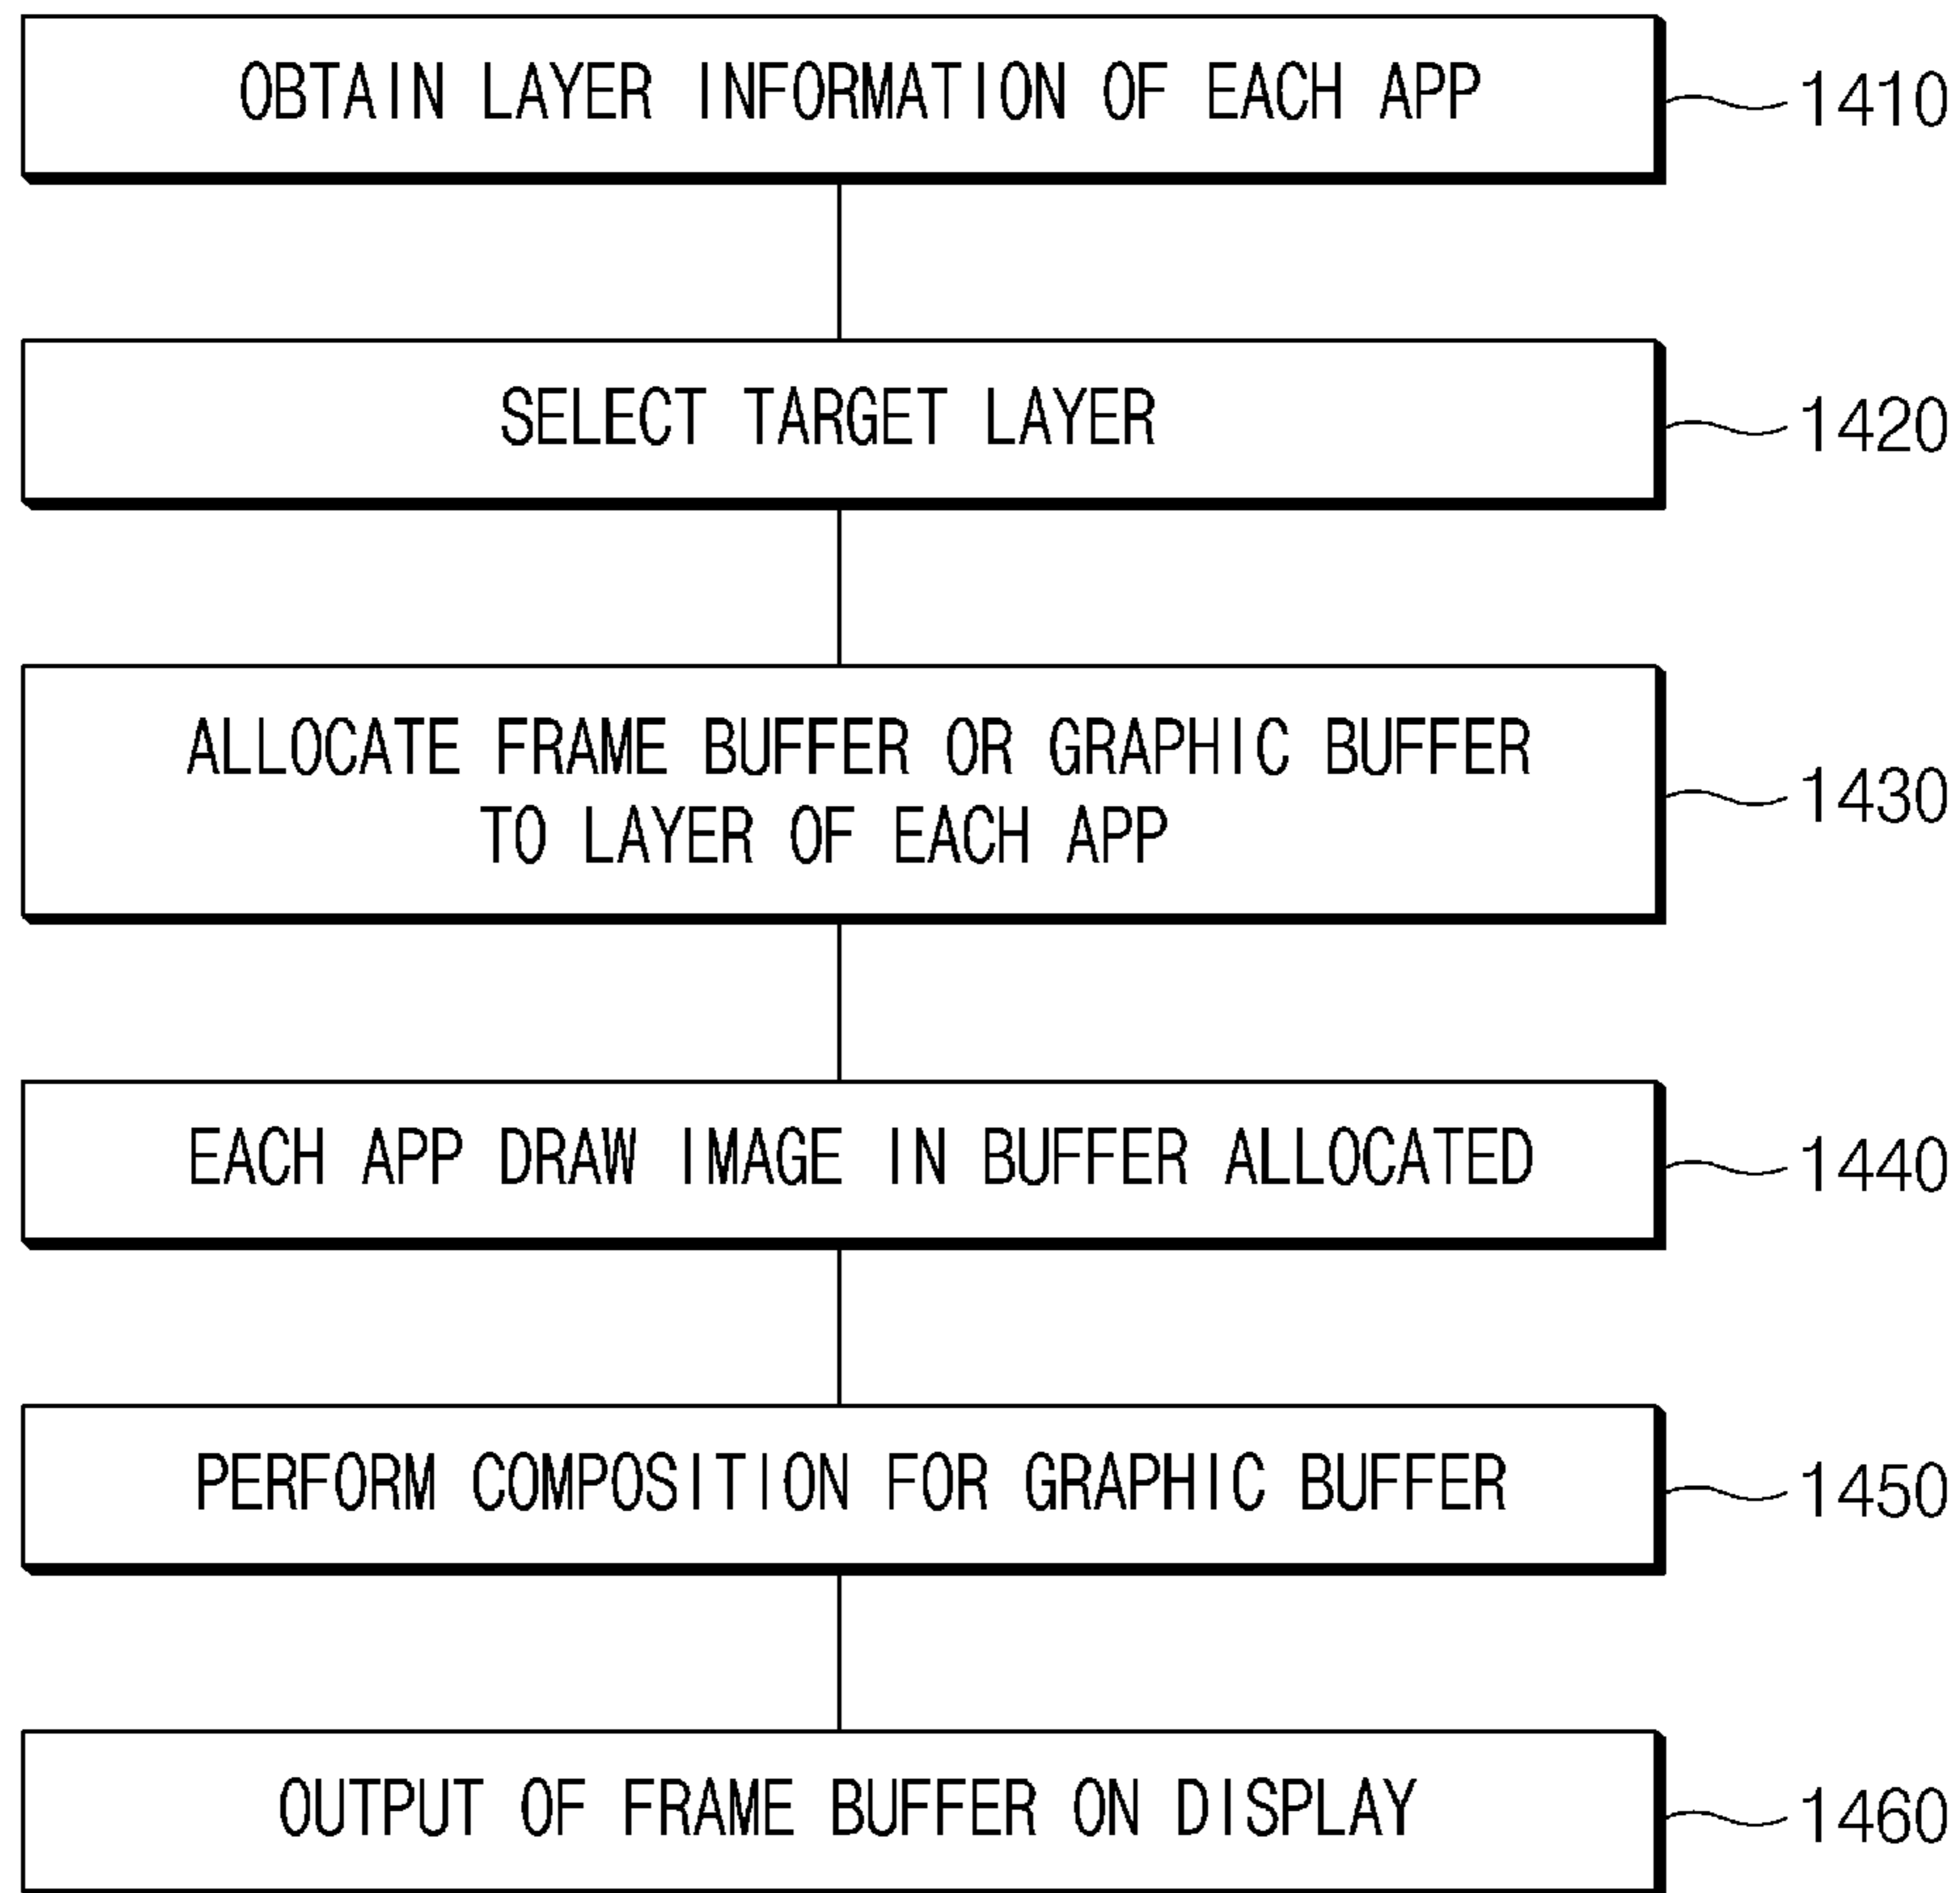 OBTAIN LAYER INFORMATION OF EACH APP
1410
SELECT TARGET LAYER
1420
ALLOCATE FRAME BUFFER OR GRAPHIC BUFFER
TO LAYER OF EACH APP
1430
EACH APP DRAW IMAGE IN BUFFER ALLOCATED
1440
PERFORM COMPOSITION FOR GRAPHIC BUFFER
1450
OUTPUT OF FRAME BUFFER ON DISPLAY
1460